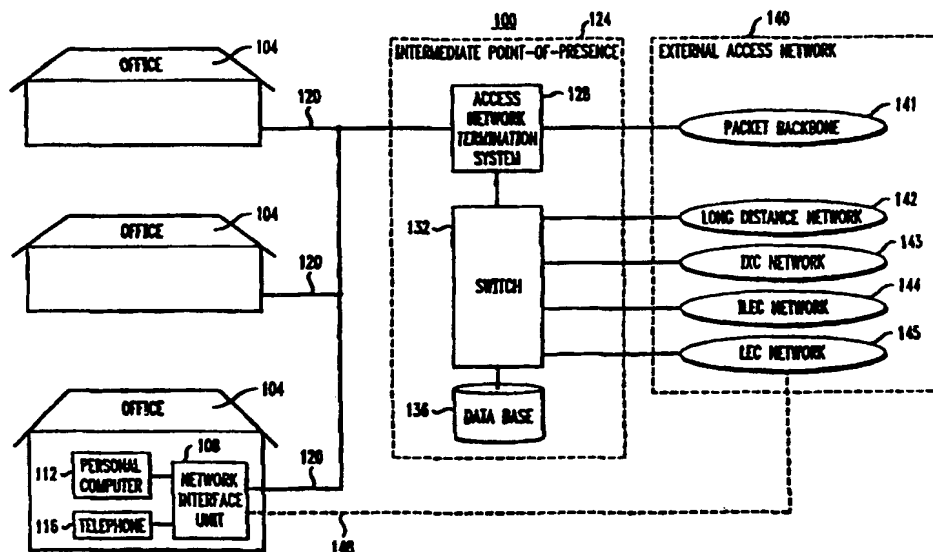 100
124
140
104
OFFICE
INTERMEDIATE POINT-OF-PRESENCE
EXTERNAL ACCESS NETWORK
120
128
ACCESS
NETWORK
TERMINATION
SYSTEM
141
PACKET BACKBONE
104
OFFICE
120
132
SWITCH
142
LONG DISTANCE NETWORK
143
IXC NETWORK
144
ILEC NETWORK
145
LEC NETWORK
136
DATA BASE
104
OFFICE
108
112
PERSONAL
COMPUTER
NETWORK
INTERFACE
UNIT
116
TELEPHONE
120
148